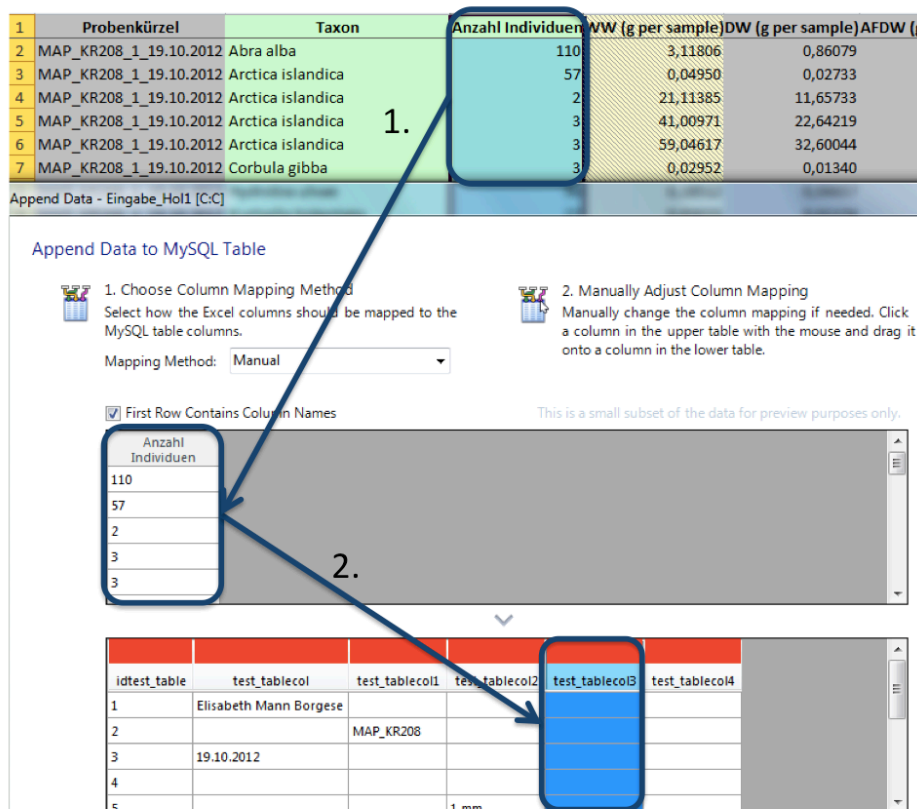 1 Probenkürzel Taxon Anzahl Individuen WW (g per sample) DW (g per sample) AFDW (g
2 MAP_KR208_1_19.10.2012 Abra alba 110 3,11806 0,86079
3 MAP_KR208_1_19.10.2012 Arctica islandica 57 0,04950 0,02733
4 MAP_KR208_1_19.10.2012 Arctica islandica 2 21,11385 11,65733
5 MAP_KR208_1_19.10.2012 Arctica islandica 3 41,00971 22,64219
6 MAP_KR208_1_19.10.2012 Arctica islandica 3 59,04617 32,60044
7 MAP_KR208_1_19.10.2012 Corbula gibba 3 0,02952 0,01340
1.
Append Data - Eingabe_Hol1 [C:C]
Append Data to MySQL Table
1. Choose Column Mapping Method
Select how the Excel columns should be mapped to the
MySQL table columns.
Mapping Method: Manual
2. Manually Adjust Column Mapping
Manually change the column mapping if needed. Click
a column in the upper table with the mouse and drag it
onto a column in the lower table.
First Row Contains Column Names
This is a small subset of the data for preview purposes only.
Anzahl
Individuen
110
57
2
3
3
2.
idtest_table test_tablecol test_tablecol1 test_tablecol2 test_tablecol3 test_tablecol4
1 Elisabeth Mann Borgese
2 MAP_KR208
3 19.10.2012
4
5 1 mm